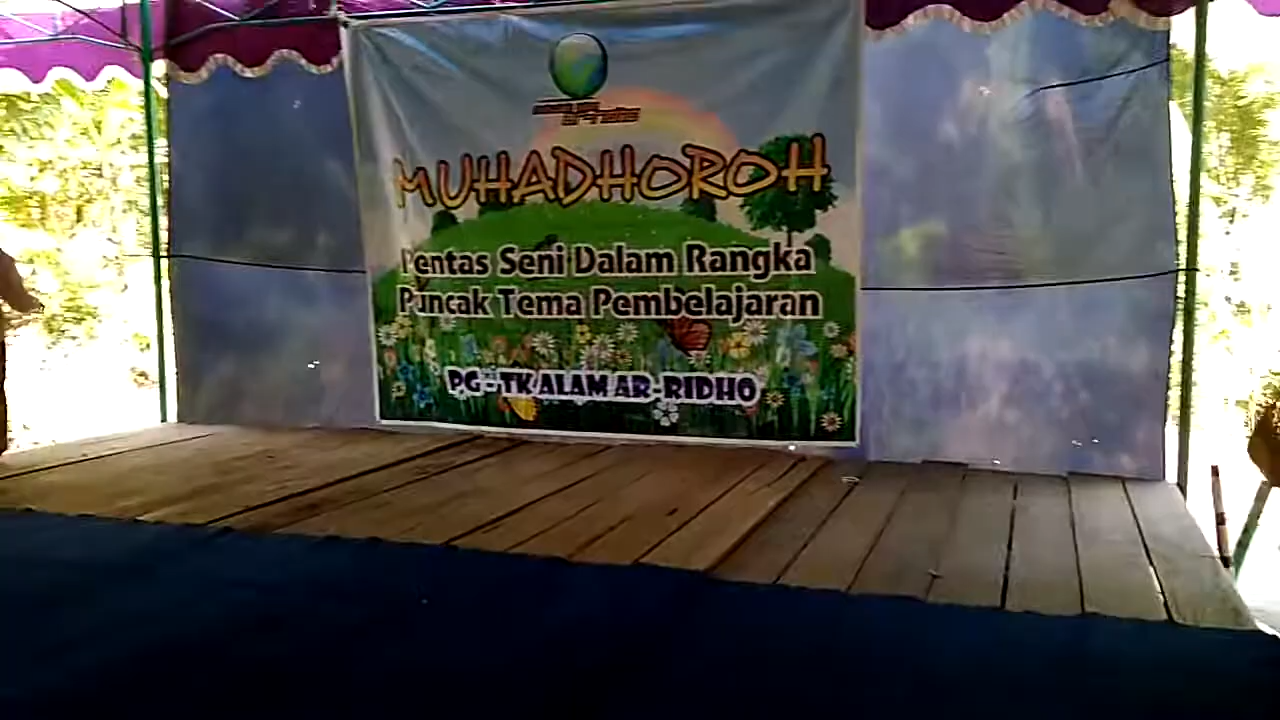 MUHADHOROH
Pentas Seni Dalam Rangka
Puncak Tema Pembelajaran
PG - TK ALAM AR-RIDHO